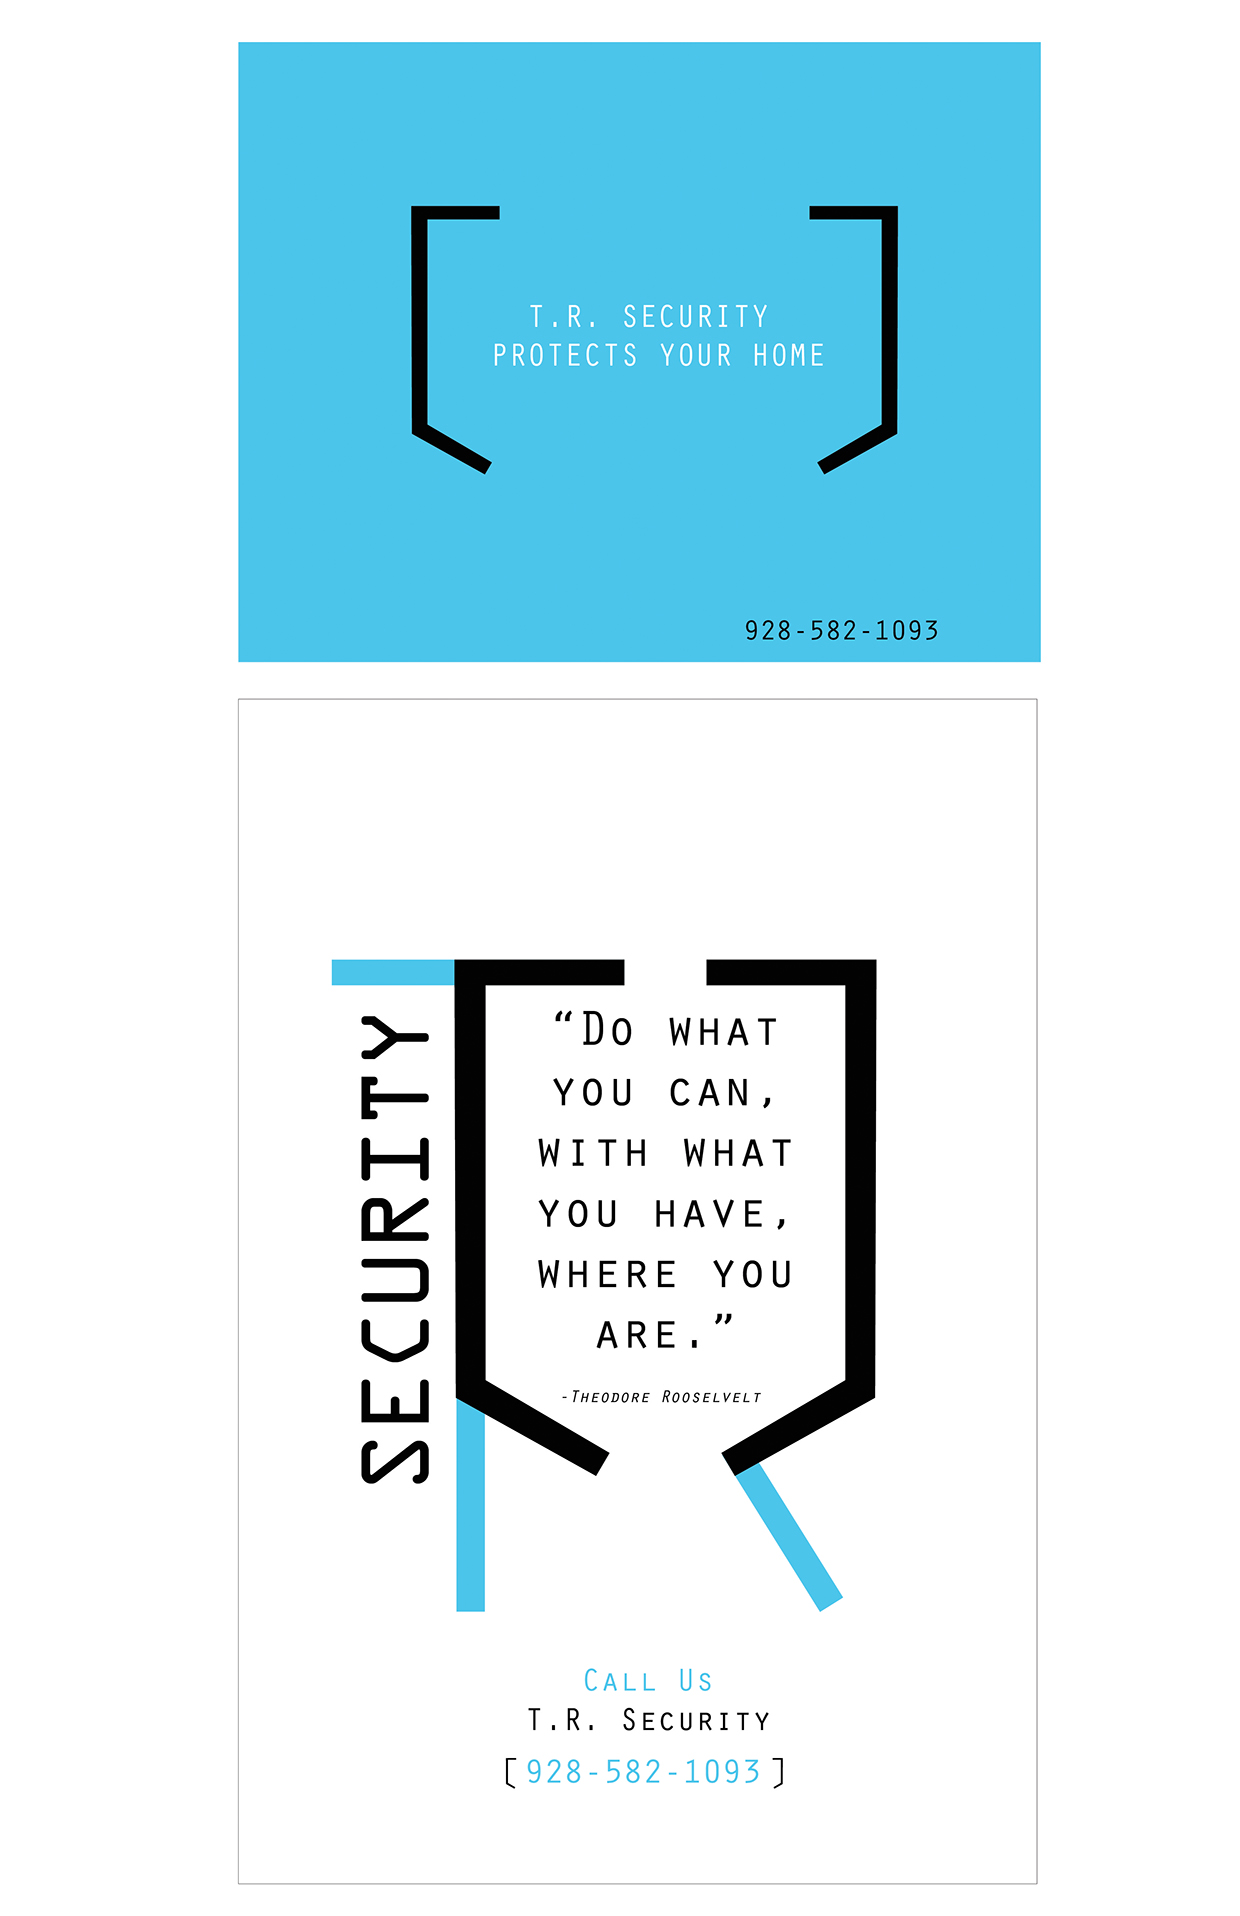 T.R. SECURITY
PROTECTS YOUR HOME
928-582-1093
SECURITY
“Do what
you can,
with what
you have,
where you
are.”
-Theodore Rooselvelt
Call Us
T.R. Security
[928-582-1093]